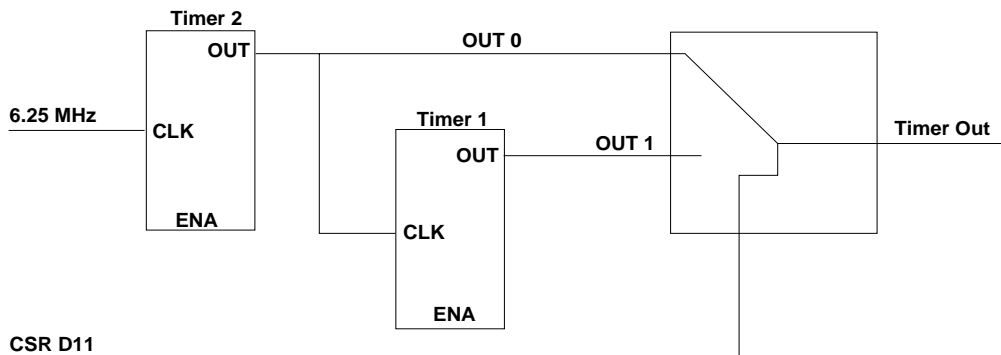 Timer 2
OUT
OUT 0
6.25 MHz
CLK
Timer 1
Timer Out
OUT
OUT 1
ENA
CLK
ENA
CSR D11